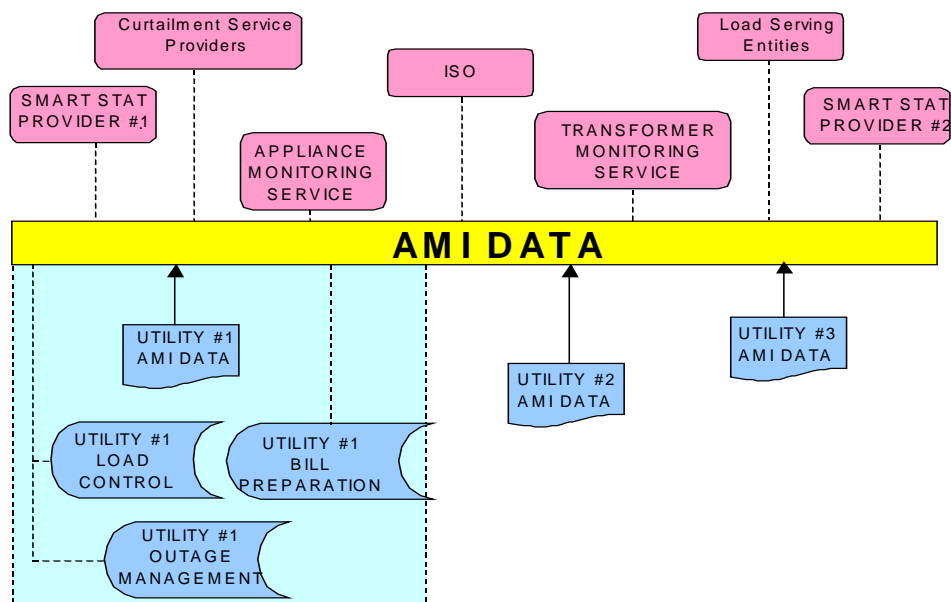 Curtailment Service
Providers
Load Serving
Entities
ISO
SMART STAT
PROVIDER #1
SMART STAT
PROVIDER #2
APPLIANCE
MONITORING
SERVICE
TRANSFORMER
MONITORING
SERVICE
AMI DATA
UTILITY #1
AMI DATA
UTILITY #2
AMI DATA
UTILITY #3
AMI DATA
UTILITY #1
LOAD
CONTROL
UTILITY #1
BILL
PREPARATION
UTILITY #1
OUTAGE
MANAGEMENT